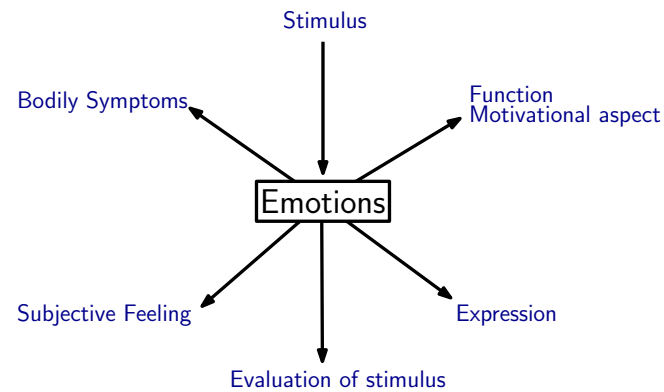 Stimulus
Bodily Symptoms
Function
Motivational aspect
Emotions
Subjective Feeling
Expression
Evaluation of stimulus